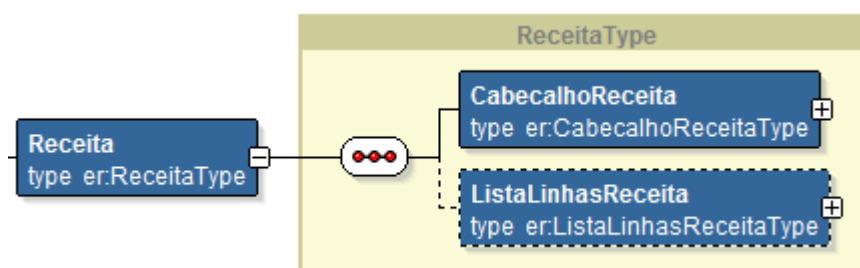 ReceitaType
CabecalhoReceita
type er:CabecalhoReceitaType
Receita
type er:ReceitaType
ListaLinhasReceita
type er:ListaLinhasReceitaType